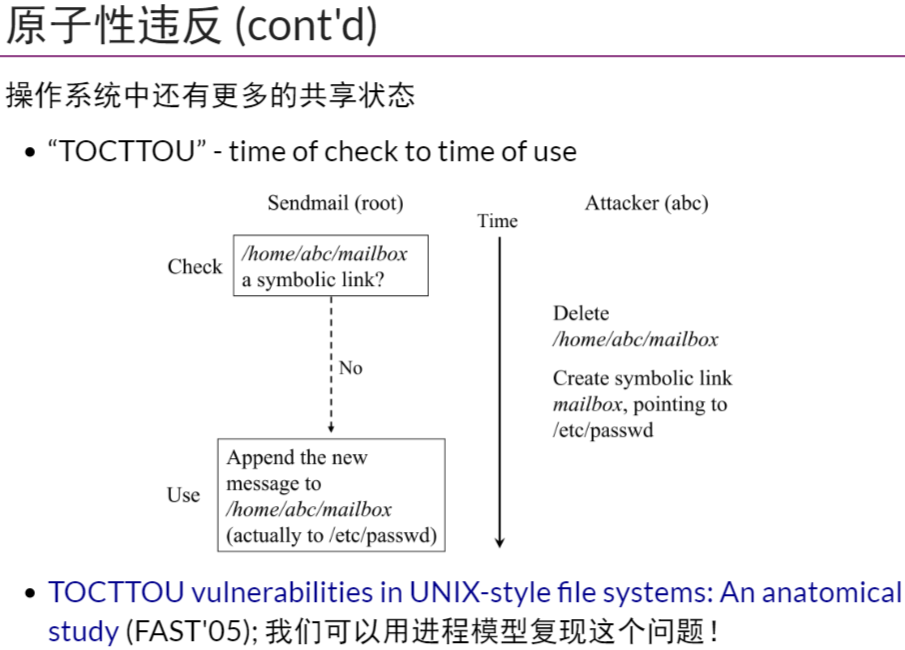 原子性违反 (cont'd)
操作系统中还有更多的共享状态
• “TOCTTOU” - time of check to time of use
Sendmail (root)
Time
Attacker (abc)
Check
/home/abc/mailbox
a symbolic link?
Delete
/home/abc/mailbox
No
Create symbolic link
mailbox, pointing to
/etc/passwd
Use
Append the new
message to
/home/abc/mailbox
(actually to /etc/passwd)
• TOCTTOU vulnerabilities in UNIX-style file systems: An anatomical
study (FAST'05); 我们可以用进程模型复现这个问题！